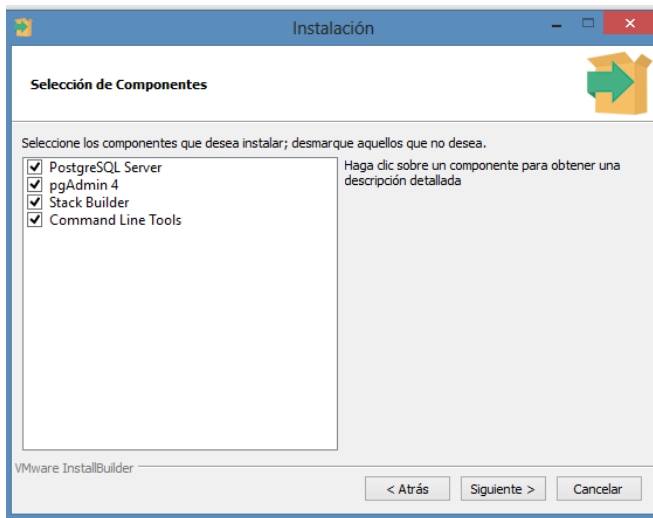 Instalación
Selección de Componentes
Seleccione los componentes que desea instalar; desmarque aquellos que no desea.
PostgreSQL Server
pgAdmin 4
Stack Builder
Command Line Tools
Haga clic sobre un componente para obtener una
descripción detallada
VMware InstallBuilder
< Atrás
Siguiente >
Cancelar